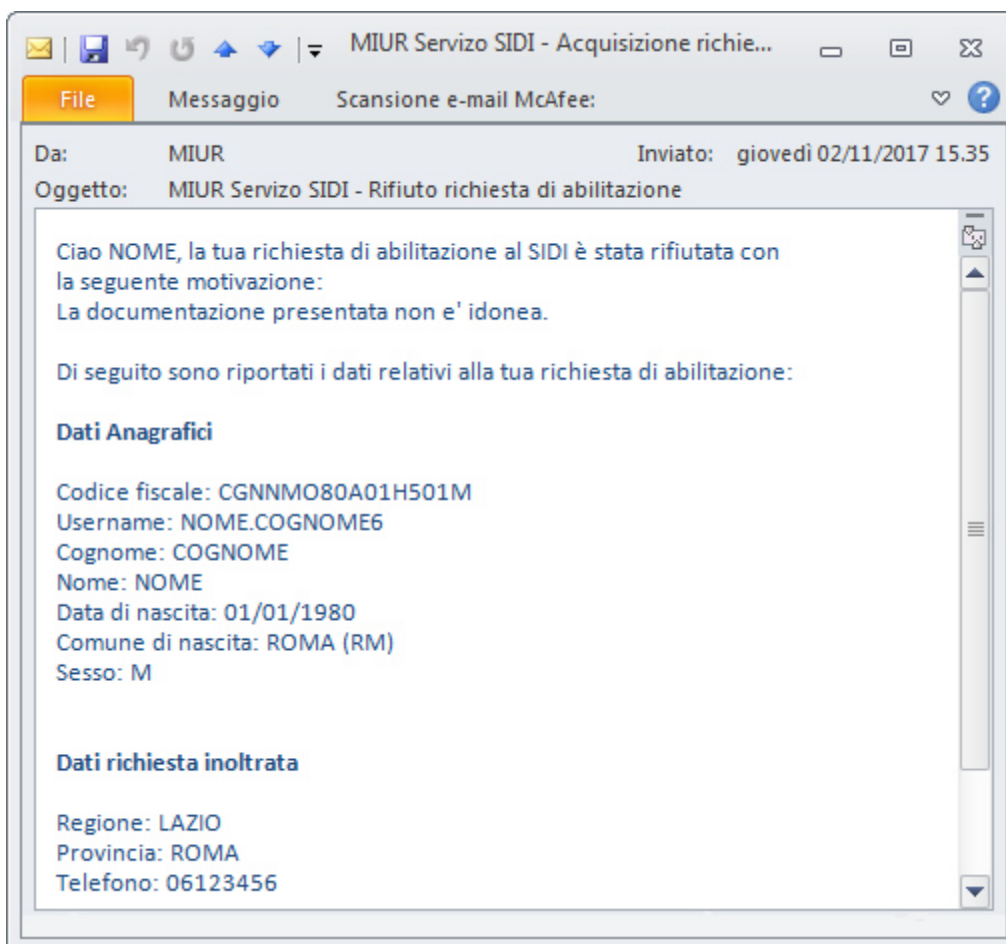 MIUR Servizo SIDI - Acquisizione richie...
File Messaggio Scansione e-mail McAfee:
Da: MIUR Inviato: giovedì 02/11/2017 15.35
Oggetto: MIUR Servizo SIDI - Rifiuto richiesta di abilitazione
Ciao NOME, la tua richiesta di abilitazione al SIDI è stata rifiutata con
la seguente motivazione:
La documentazione presentata non e' idonea.
Di seguito sono riportati i dati relativi alla tua richiesta di abilitazione:
Dati Anagrafici
Codice fiscale: CGNNMO80A01H501M
Username: NOME.COGNOME6
Cognome: COGNOME
Nome: NOME
Data di nascita: 01/01/1980
Comune di nascita: ROMA (RM)
Sesso: M
Dati richiesta inoltrata
Regione: LAZIO
Provincia: ROMA
Telefono: 06123456